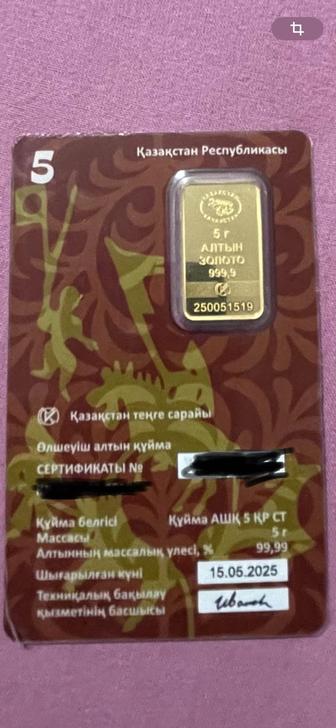 5
Қазақстан Республикасы
ҚАЗАҚСТАН
КАЗАХСТАН
5 г
АЛТЫН
ЗОЛОТО
999,9
250051519
Қазақстан теңге сарайы
Өлшеуіш алтын құйма
СЕРТИФИКАТЫ №
Құйма белгісі Құйма АШҚ 5 ҚР СТ
Массасы 5 г
Алтынның массалық үлесі, % 99,99
Шығарылған күні 15.05.2025
Техникалық бақылау
қызметінің басшысы